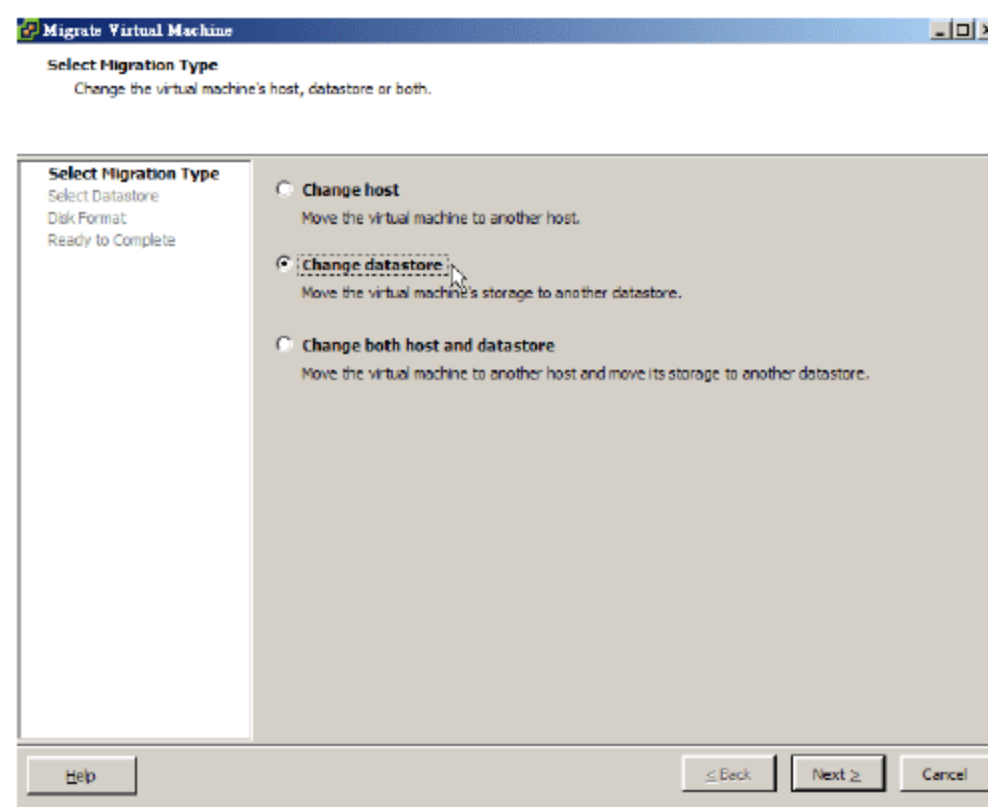 Migrate Virtual Machine
Select Migration Type
Change the virtual machine's host, datastore or both.
Select Migration Type
Select Datastore
Disk Format
Ready to Complete
Change host
Move the virtual machine to another host.
Change datastore
Move the virtual machine's storage to another datastore.
Change both host and datastore
Move the virtual machine to another host and move its storage to another datastore.
Help
≤ Back
Next ≥
Cancel